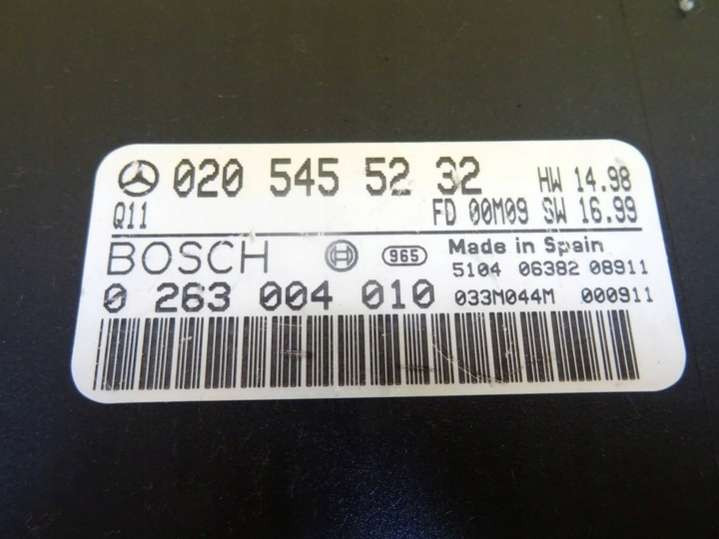 020 545 52 32 HW 14.98
Q11 FD 00M09 SW 16.99
BOSCH 965 Made in Spain
5104 06382 08911
0 263 004 010 033M044M 000911